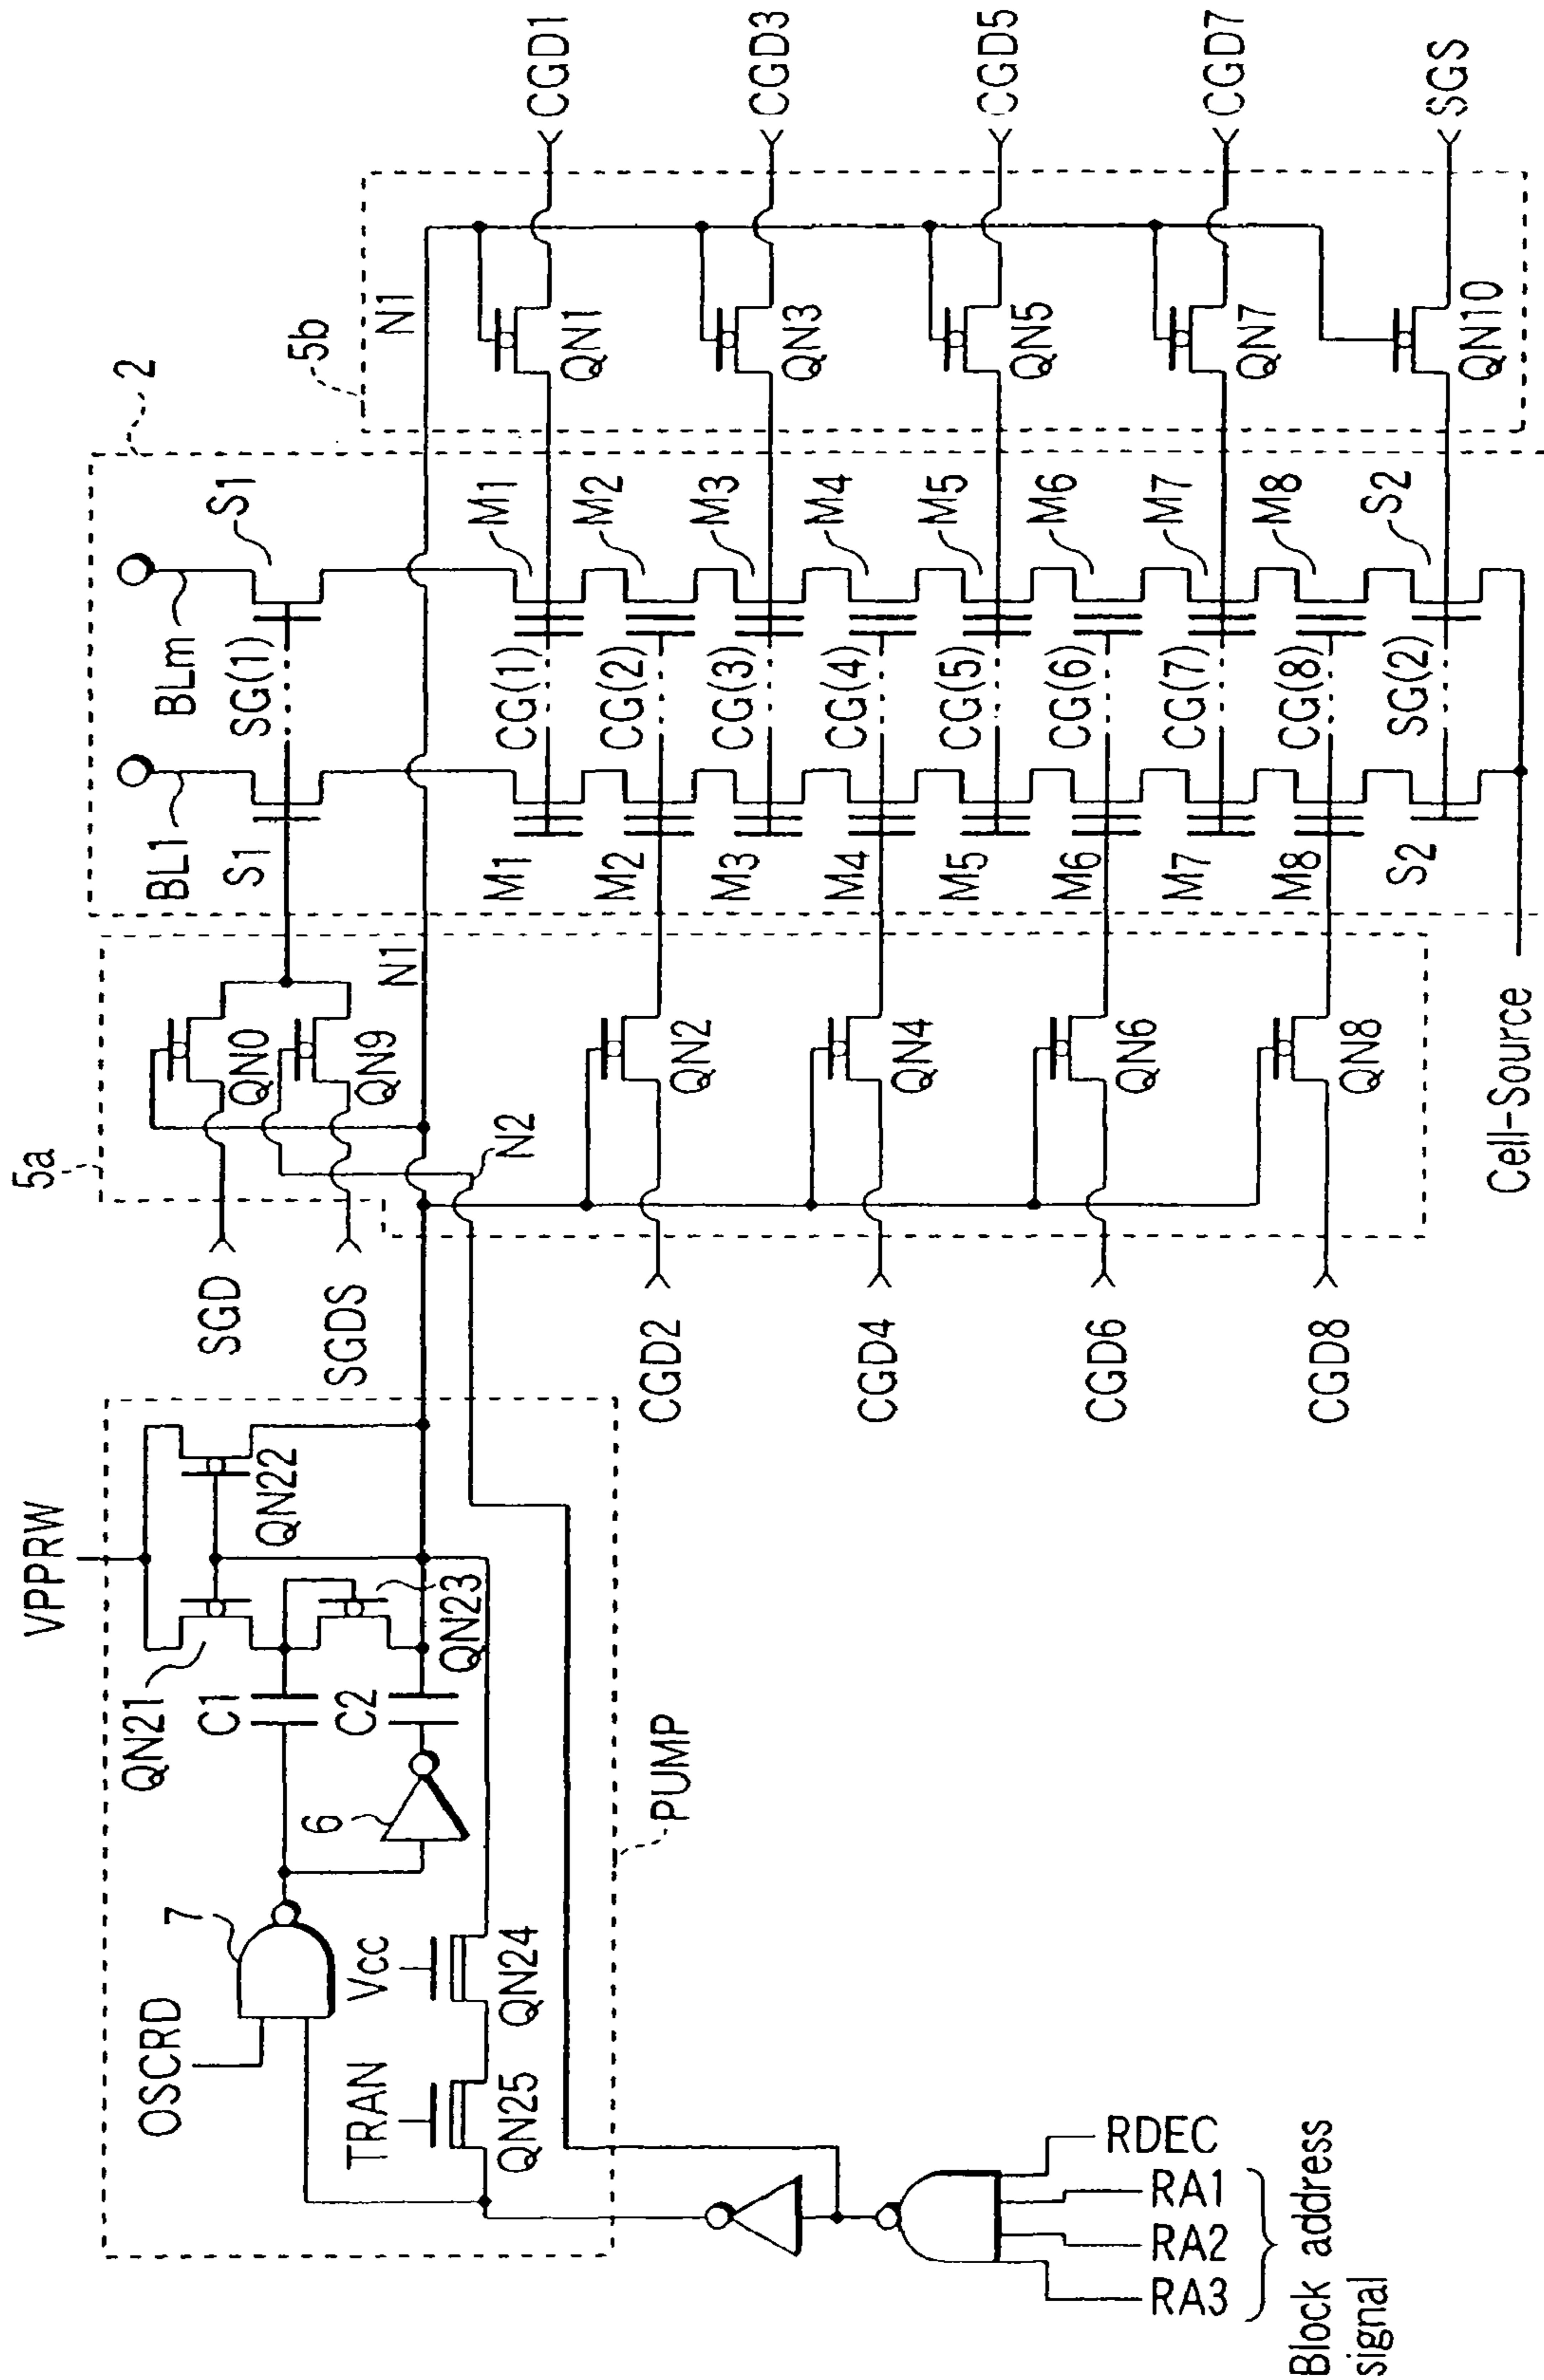 VPPRW
5a
2
5b
SGD
SGDS
QN0
QN9
N1
N1
N2
BL1
BLm
S1
S1
SG(1)
QN21
QN22
QN23
C1
C2
6
7
OSCRD
TRAN
Vcc
QN25
QN24
PUMP
M1
CG(1)
M1
QN1
CGD1
CGD2
QN2
M2
CG(2)
M2
M3
CG(3)
M3
QN3
CGD3
CGD4
QN4
M4
CG(4)
M4
M5
CG(5)
M5
QN5
CGD5
CGD6
QN6
M6
CG(6)
M6
M7
CG(7)
M7
QN7
CGD7
CGD8
QN8
M8
CG(8)
M8
S2
SG(2)
S2
QN10
SGS
Cell-Source
RDEC
RA1
RA2
RA3
Block address
signal